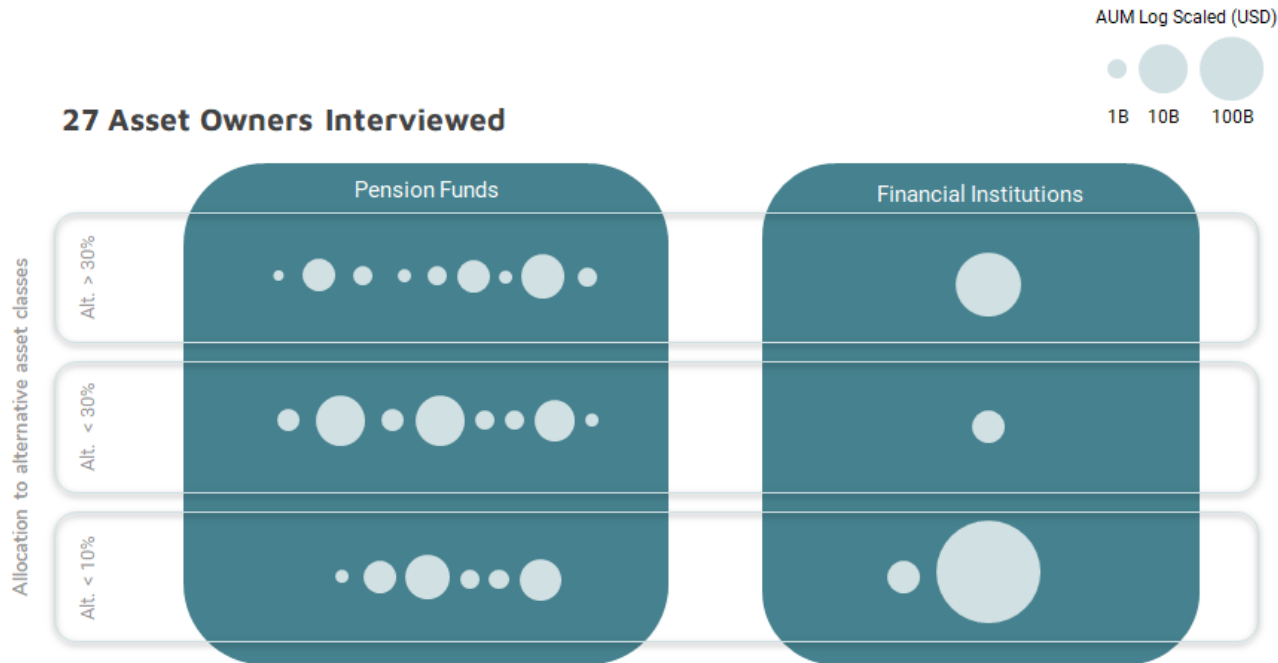 AUM Log Scaled (USD)
1B 10B 100B
27 Asset Owners Interviewed
Pension Funds
Financial Institutions
Allocation to alternative asset classes
Alt. > 30%
Alt. < 30%
Alt. < 10%